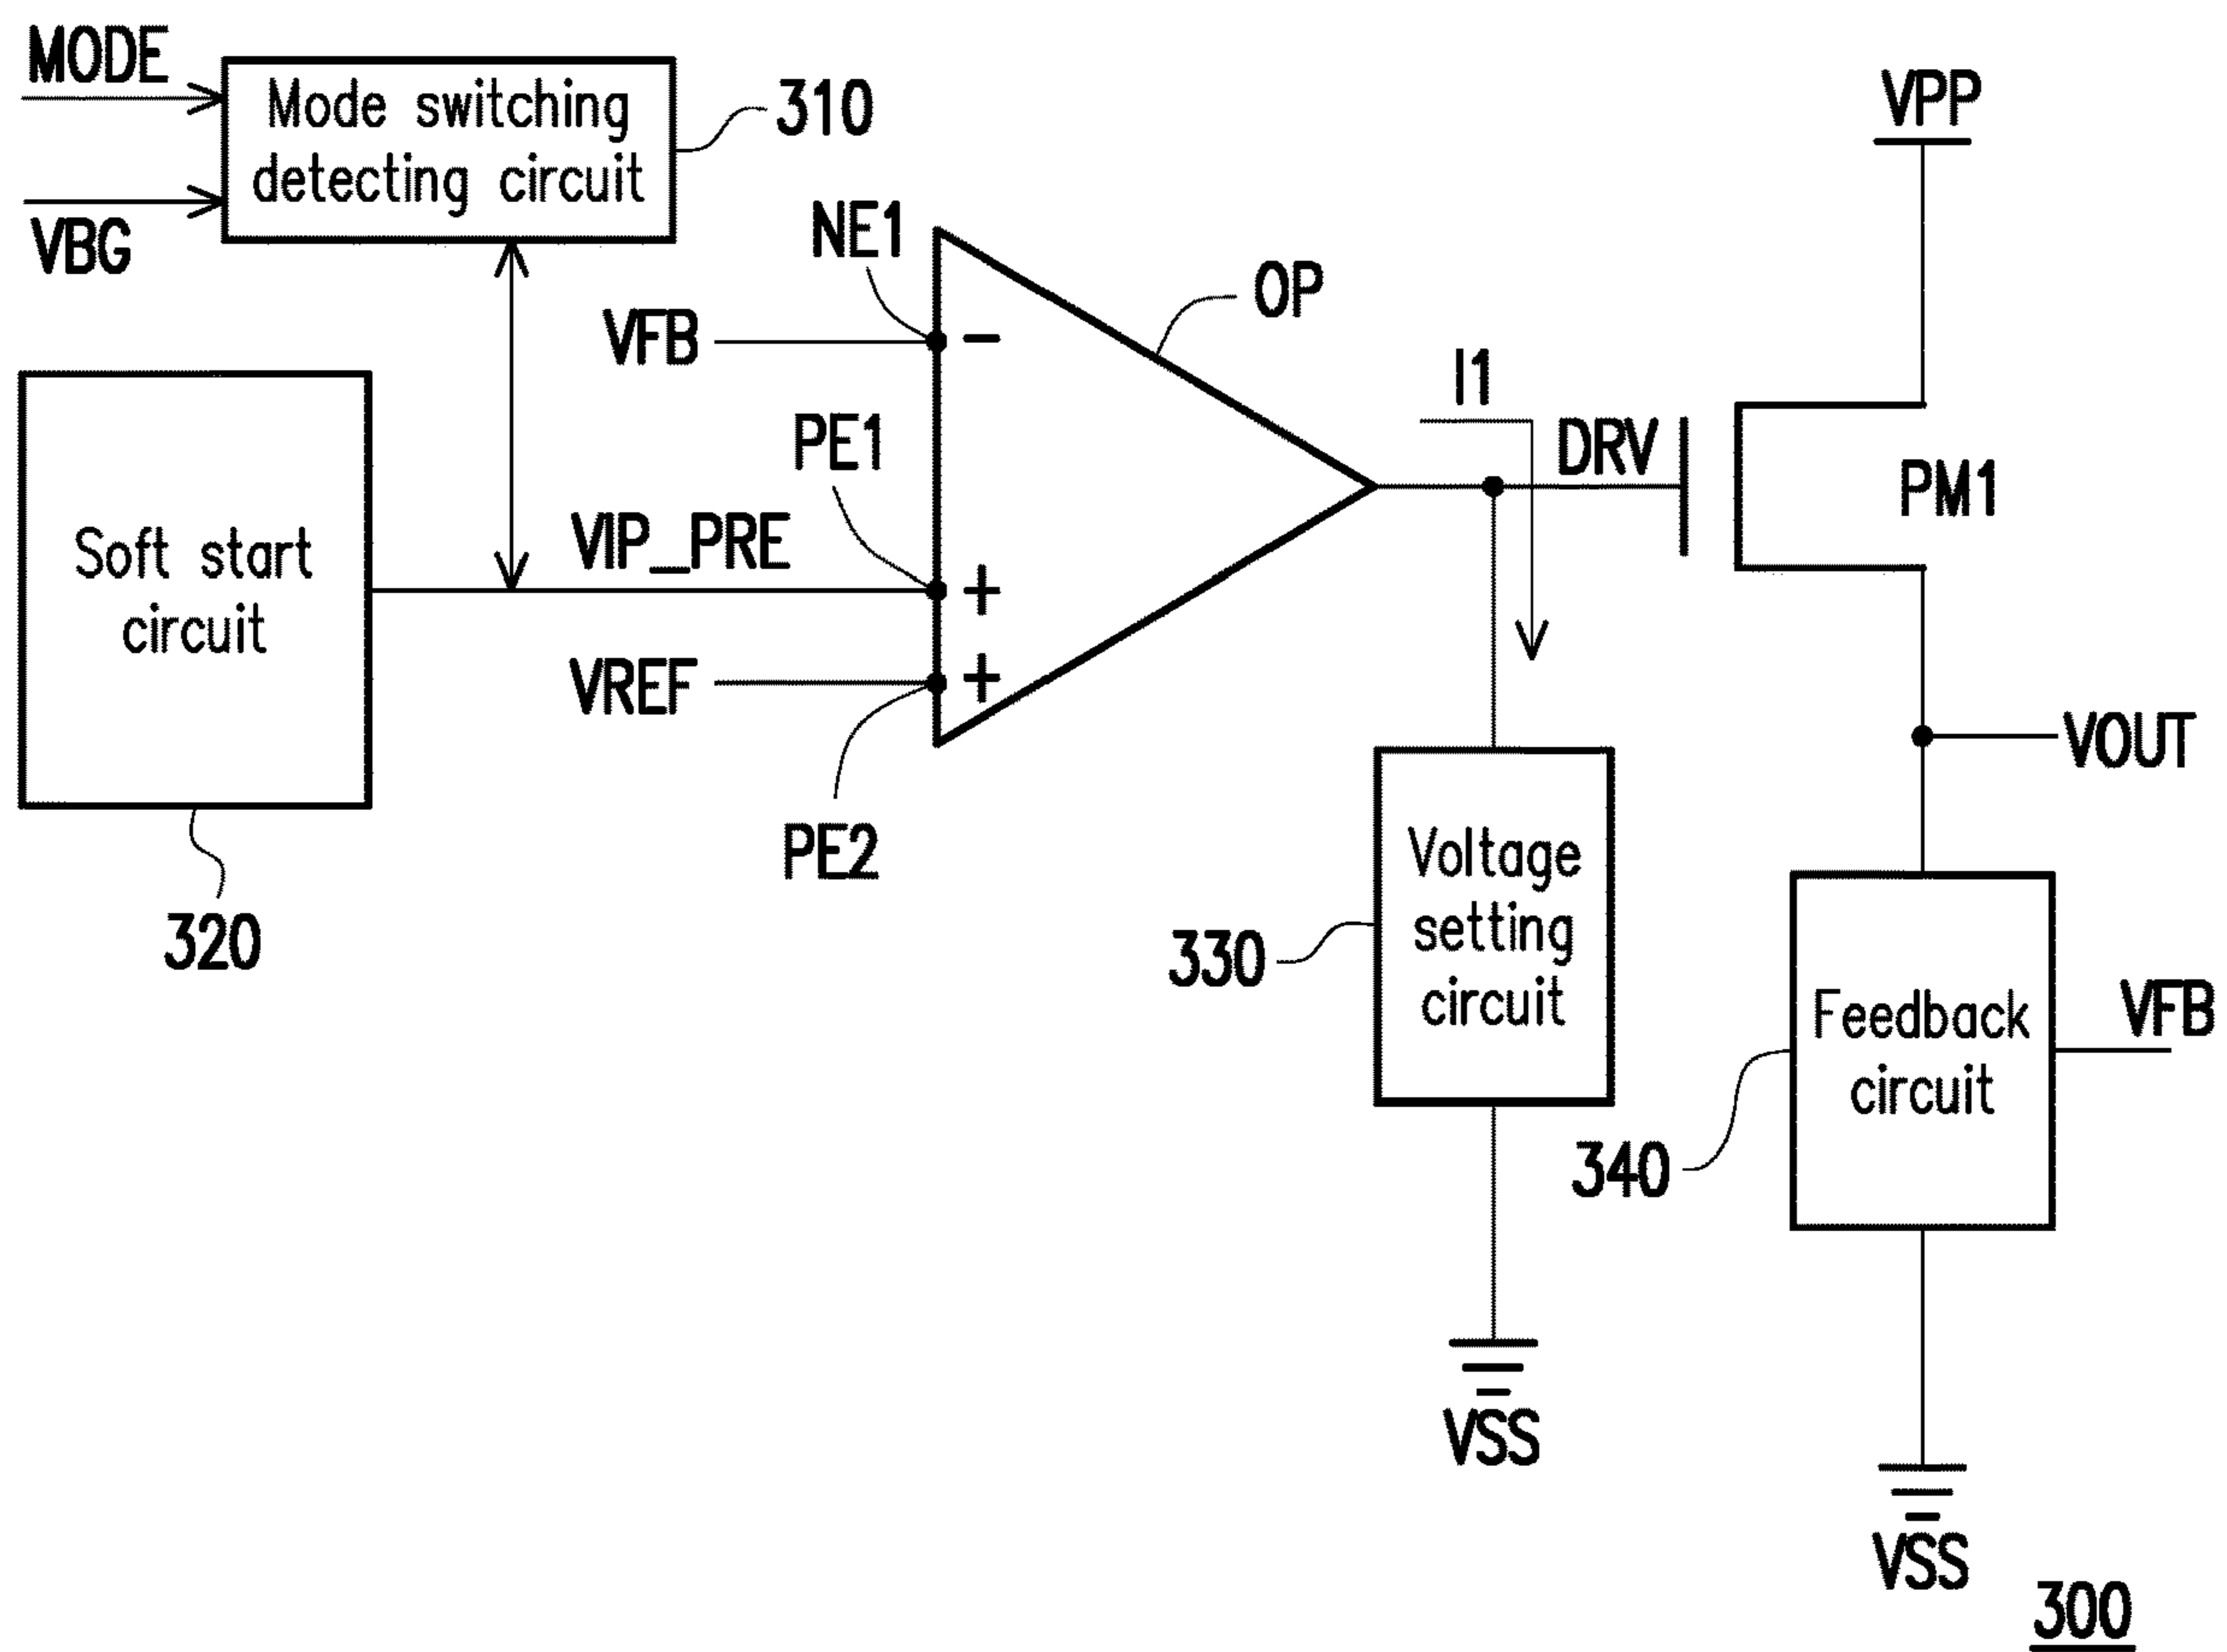 MODE
Mode switching
detecting circuit
310
VBG
VPP
NE1
OP
VFB
I1
PE1
DRV
PM1
Soft start
circuit
VIP_PRE
VREF
VOUT
PE2
320
Voltage
setting
circuit
330
Feedback
circuit
VFB
340
VSS
VSS
300
-
+
+